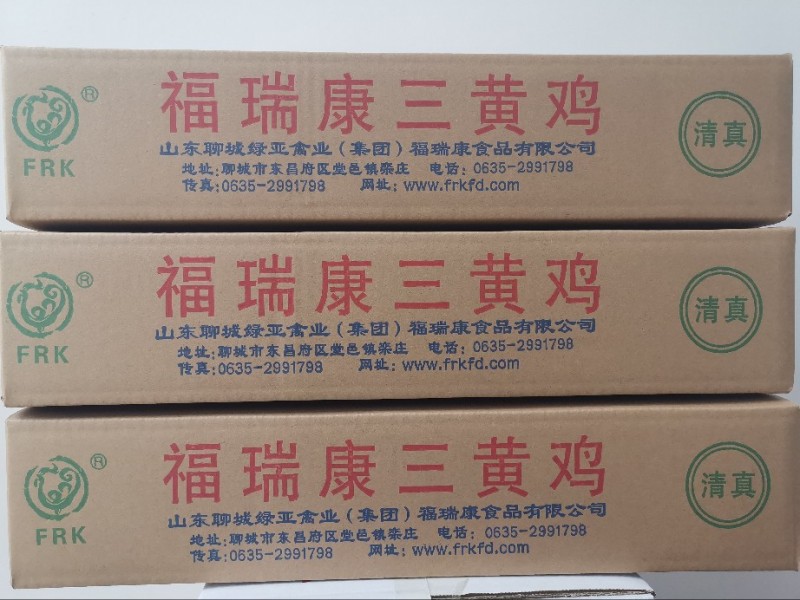 福瑞康三黄鸡
®
FRK
清真
山东聊城绿亚禽业(集团)福瑞康食品有限公司
地址:聊城市东昌府区堂邑镇栾庄 电话: 0635-2991798
传真:0635-2991798 网址: www.frkfd.com
福瑞康三黄鸡
®
FRK
清真
山东聊城绿亚禽业(集团)福瑞康食品有限公司
地址:聊城市东昌府区堂邑镇栾庄 电话: 0635-2991798
传真:0635-2991798 网址: www.frkfd.com
福瑞康三黄鸡
®
FRK
清真
山东聊城绿亚禽业(集团)福瑞康食品有限公司
地址:聊城市东昌府区堂邑镇栾庄 电话: 0635-2991798
传真:0635-2991798 网址: www.frkfd.com